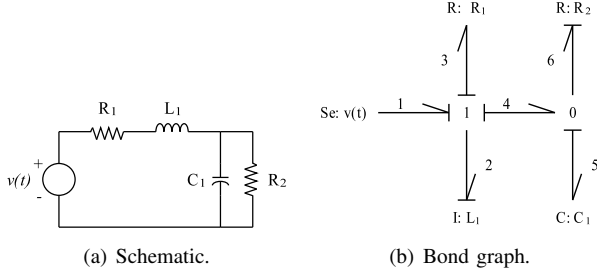 R₁
L₁
+
v(t)
-
C₁
R₂
(a) Schematic.
R: R₁
R: R₂
3
6
Se: v(t)
1
1
4
0
2
5
I: L₁
C: C₁
(b) Bond graph.